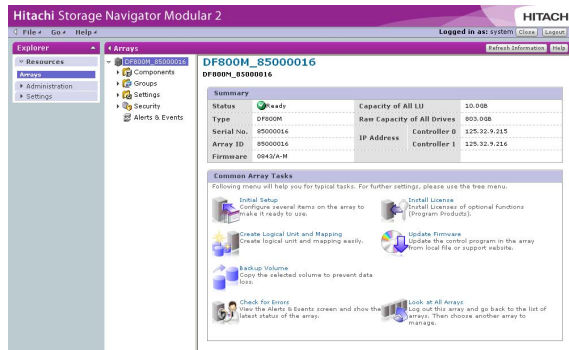 Hitachi Storage Navigator Modular 2
HITACH
File Go Help
Logged in as: system Close Logout
Explorer
Arrays
Refresh Information Help
Resources
Arrays
Administration
Settings
DF800M_85000016
Components
Groups
Settings
Security
Alerts & Events
DF800M_85000016
DF800M_85000016
Summary
Status Ready Capacity of All LU 10.0GB
Type DF800M Raw Capacity of All Drives 803.0GB
Serial No. 85000016 IP Address Controller 0 125.32.9.215
Array ID 85000016 Controller 1 125.32.9.216
Firmware 0843/A-M
Common Array Tasks
Following menu will help you for typical tasks. For further settings, please use the tree menu.
Initial Setup
Configure several items on the array to
make it ready to use.
Install License
Install Licenses of optional functions
(Program Products).
Create Logical Unit and Mapping
Create logical unit and mapping easily.
Update Firmware
Update the control program in the array
from local file or support website.
Backup Volume
Copy the selected volume to prevent data
loss.
Check for Errors
View the Alerts & Events screen and show the
latest status of the array.
Look at All Arrays
Log out this array and go back to the list of
arrays. Then choose another array to
manage.